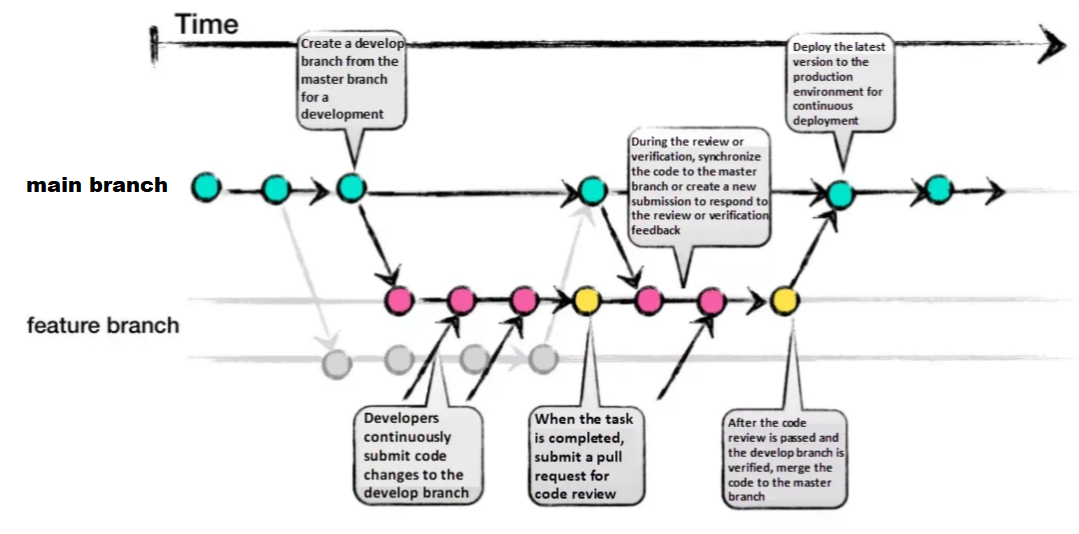 Time
Create a develop
branch from the
master branch
for a
development
Deploy the latest
version to the
production
environment for
continuous
deployment
During the review or
verification, synchronize
the code to the master
branch or create a new
submission to respond to
the review or verification
feedback
main branch
feature branch
Developers
continuously
submit code
changes to the
develop branch
When the task
is completed,
submit a pull
request for
code review
After the code
review is passed and
the develop branch is
verified, merge the
code to the master
branch